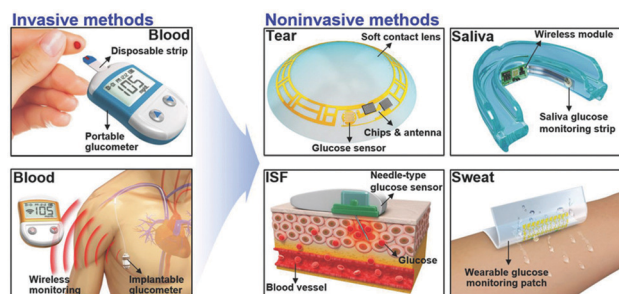 Invasive methods
Blood
Disposable strip
105
Portable
glucometer
Blood
105
Wireless
monitoring
Implantable
glucometer
Noninvasive methods
Tear
Soft contact lens
Chips & antenna
Glucose sensor
Saliva
Wireless module
Saliva glucose
monitoring strip
ISF
Needle-type
glucose sensor
Glucose
Blood vessel
Sweat
Wearable glucose
monitoring patch